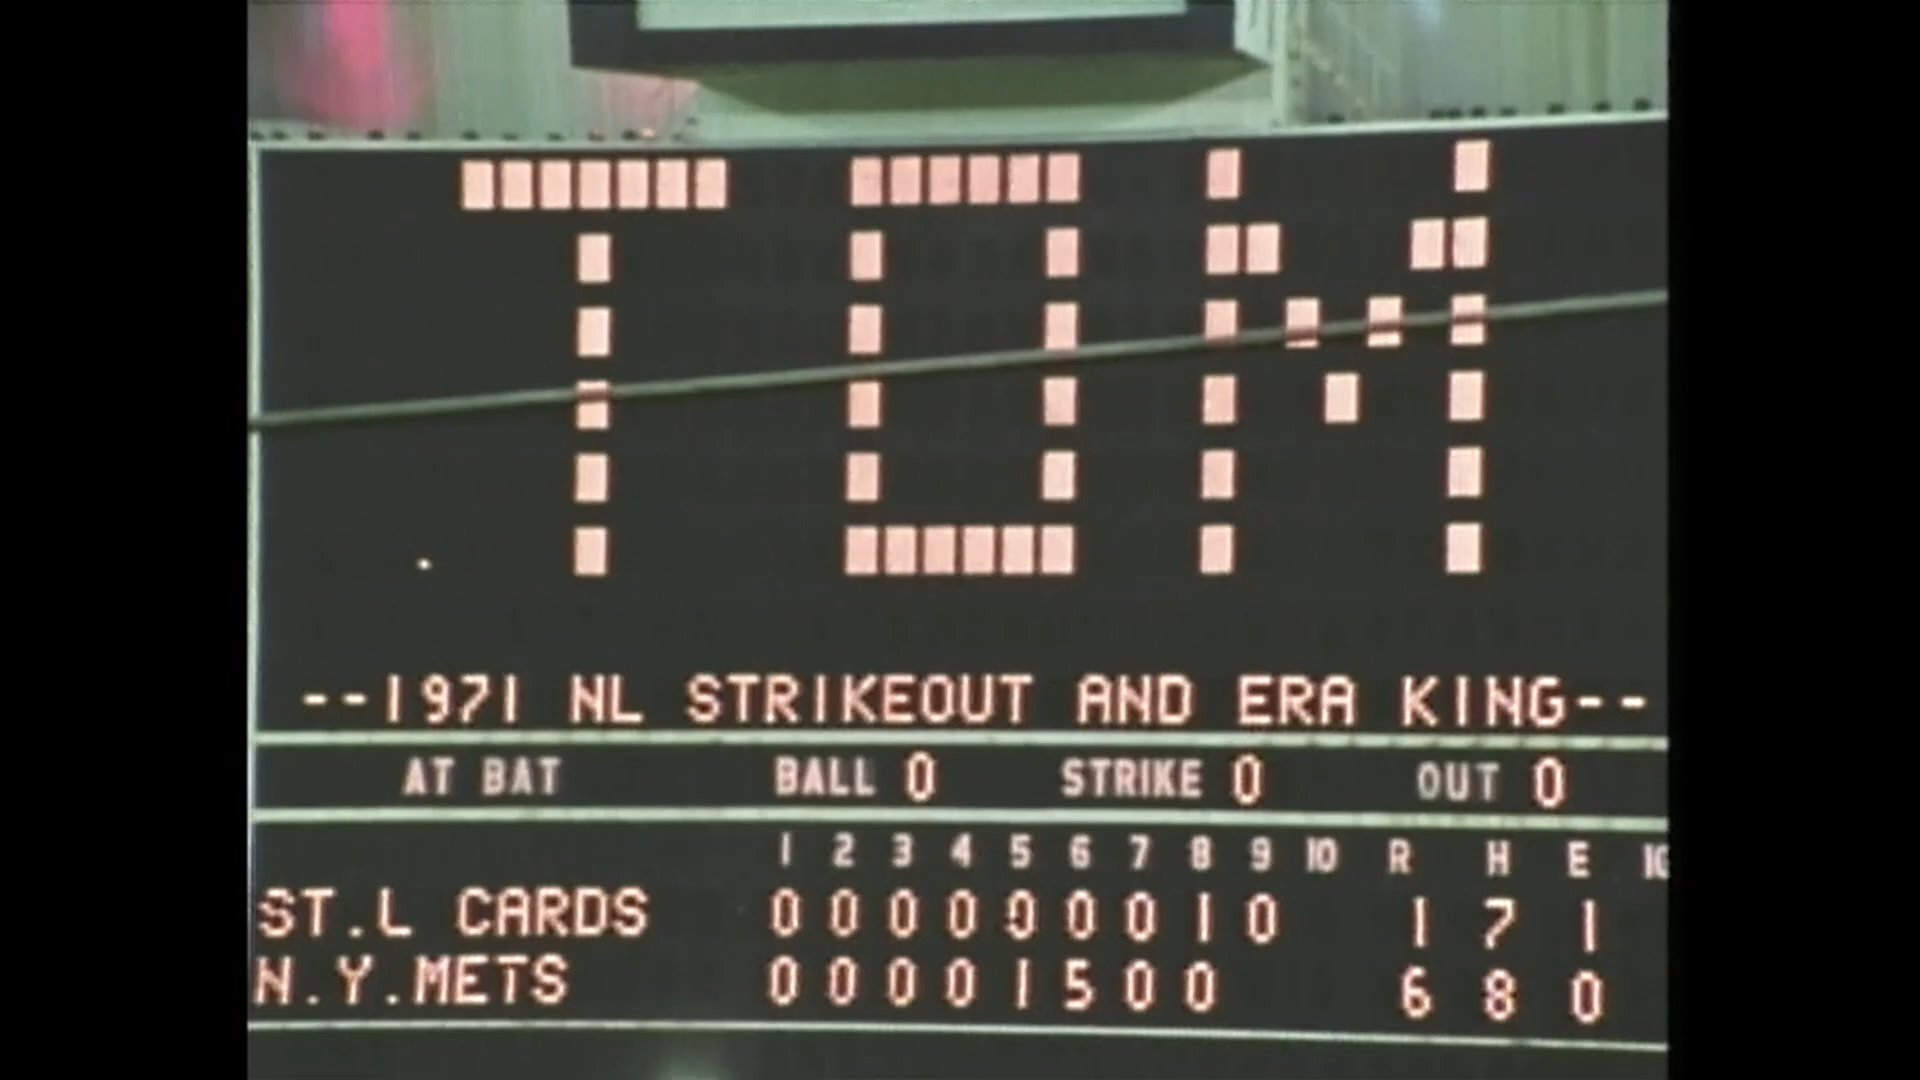 TOM
--1971 NL STRIKEOUT AND ERA KING--
AT BAT BALL 0 STRIKE 0 OUT 0
1 2 3 4 5 6 7 8 9 10 R H E
ST.L CARDS 0 0 0 0 0 0 0 1 0 1 7 1
N.Y.METS 0 0 0 0 1 5 0 0 6 8 0